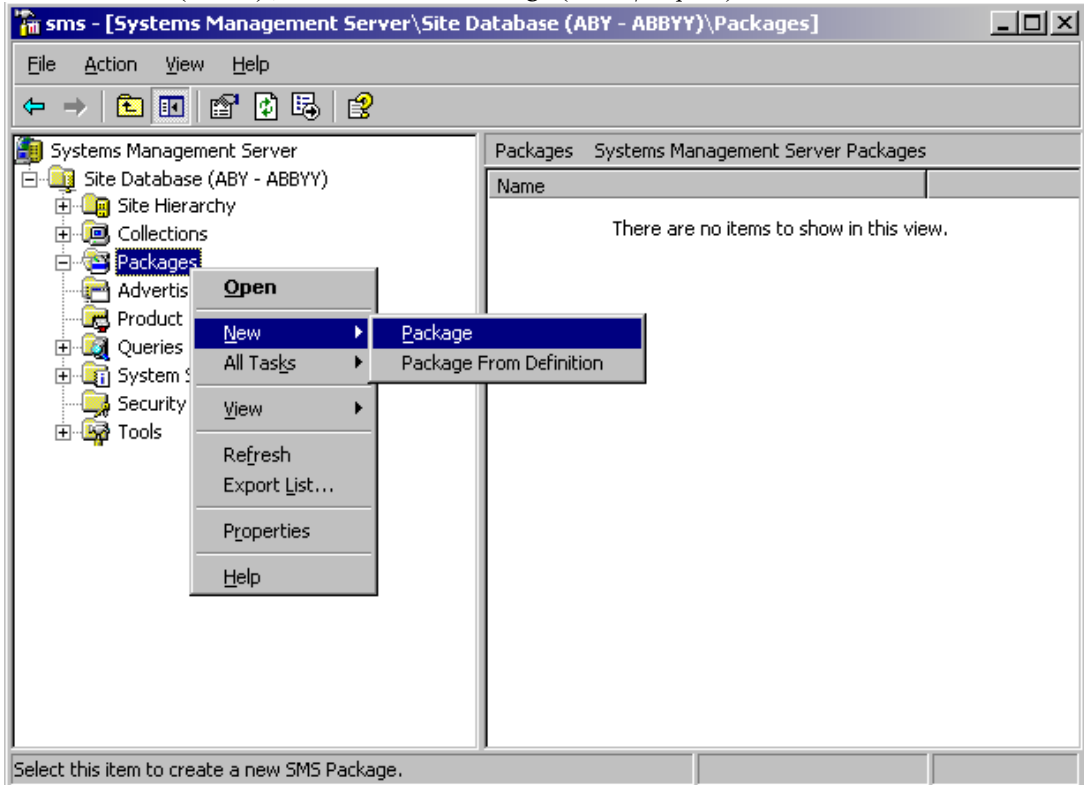 sms - [Systems Management Server\Site Database (ABY - ABBYY)\Packages]
File Action View Help
Systems Management Server
Site Database (ABY - ABBYY)
Site Hierarchy
Collections
Packages
Advertis
Product
Queries
System S
Security
Tools
Open
New
All Tasks
View
Refresh
Export List...
Properties
Help
Package
Package From Definition
Packages Systems Management Server Packages
Name
There are no items to show in this view.
Select this item to create a new SMS Package.